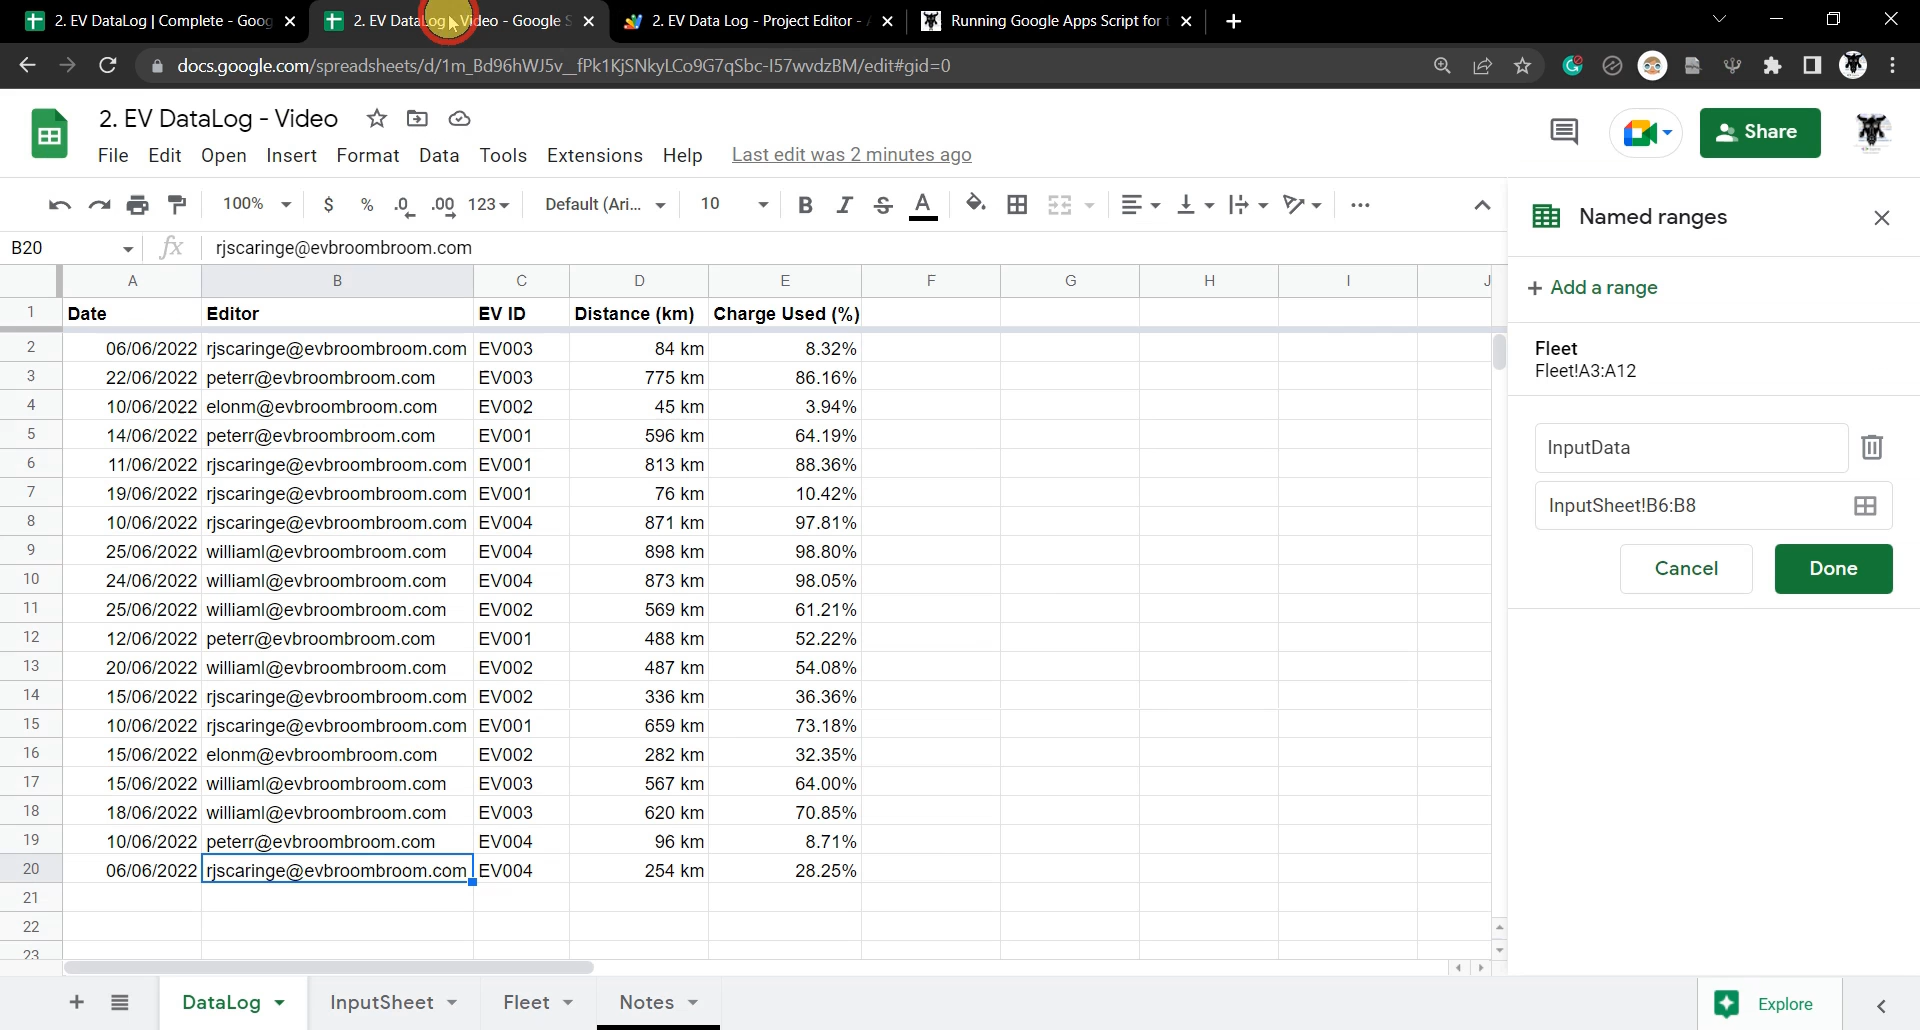 2. EV DataLog | Complete - Goog
2. EV DataLog - Video - Google S
2. EV Data Log - Project Editor - A
Running Google Apps Script for t
docs.google.com/spreadsheets/d/1m_Bd96hWJ5v__fPk1KjSNkyLCo9G7qSbc-I57wvdzBM/edit#gid=0
2. EV DataLog - Video
Share
File Edit Open Insert Format Data Tools Extensions Help Last edit was 2 minutes ago
100% $ % .0 .00 123 Default (Ari... 10 B I S A
Named ranges
B20 fx rjscaringe@evbroombroom.com
A B C D E F G H I J
+ Add a range
1 Date Editor EV ID Distance (km) Charge Used (%)
2 06/06/2022 rjscaringe@evbroombroom.com EV003 84 km 8.32%
3 22/06/2022 peterr@evbroombroom.com EV003 775 km 86.16%
4 10/06/2022 elonm@evbroombroom.com EV002 45 km 3.94%
5 14/06/2022 peterr@evbroombroom.com EV001 596 km 64.19%
6 11/06/2022 rjscaringe@evbroombroom.com EV001 813 km 88.36%
7 19/06/2022 rjscaringe@evbroombroom.com EV001 76 km 10.42%
8 10/06/2022 rjscaringe@evbroombroom.com EV004 871 km 97.81%
9 25/06/2022 williaml@evbroombroom.com EV004 898 km 98.80%
10 24/06/2022 williaml@evbroombroom.com EV004 873 km 98.05%
11 25/06/2022 williaml@evbroombroom.com EV002 569 km 61.21%
12 12/06/2022 peterr@evbroombroom.com EV001 488 km 52.22%
13 20/06/2022 williaml@evbroombroom.com EV002 487 km 54.08%
14 15/06/2022 rjscaringe@evbroombroom.com EV002 336 km 36.36%
15 10/06/2022 rjscaringe@evbroombroom.com EV001 659 km 73.18%
16 15/06/2022 elonm@evbroombroom.com EV002 282 km 32.35%
17 15/06/2022 williaml@evbroombroom.com EV003 567 km 64.00%
18 18/06/2022 williaml@evbroombroom.com EV003 620 km 70.85%
19 10/06/2022 peterr@evbroombroom.com EV004 96 km 8.71%
20 06/06/2022 rjscaringe@evbroombroom.com EV004 254 km 28.25%
21
22
23
Fleet
Fleet!A3:A12
InputData
InputSheet!B6:B8
Cancel Done
DataLog InputSheet Fleet Notes
Explore